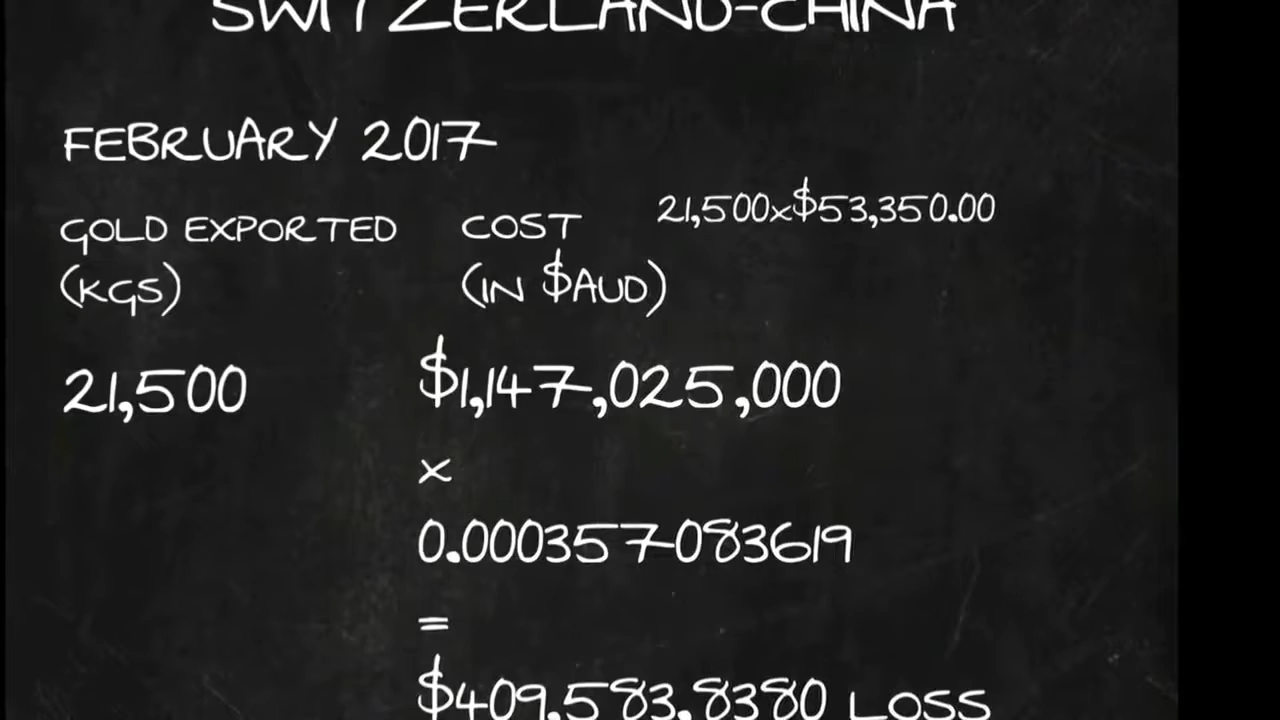 SWITZERLAND-CHINA
FEBRUARY 2017
GOLD EXPORTED
(KGS)
COST
(IN $AUD)
21,500x$53,350.00
21,500
$1,147,025,000
x
0.000357083619
=
$409,583.8380 LOSS